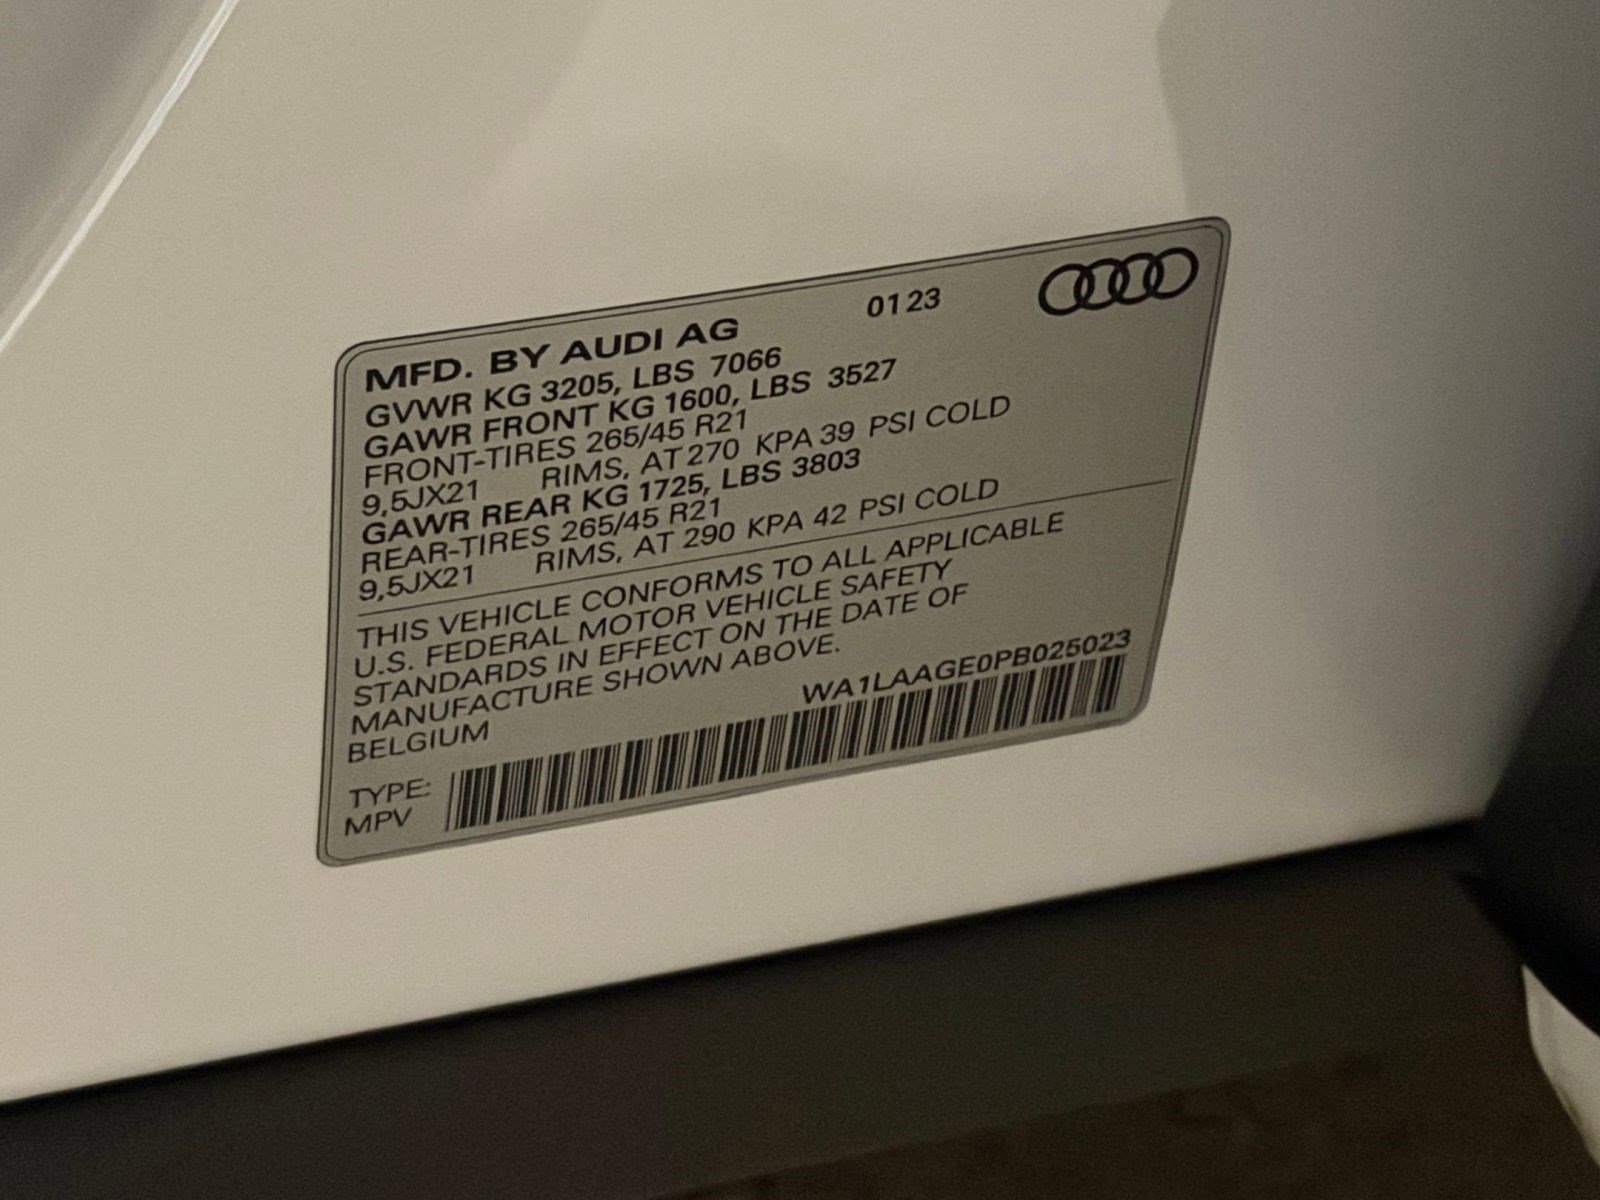 MFD. BY AUDI AG 0123
GVWR KG 3205, LBS 7066
GAWR FRONT KG 1600, LBS 3527
FRONT-TIRES 265/45 R21
9,5JX21 RIMS, AT 270 KPA 39 PSI COLD
GAWR REAR KG 1725, LBS 3803
REAR-TIRES 265/45 R21
9,5JX21 RIMS, AT 290 KPA 42 PSI COLD
THIS VEHICLE CONFORMS TO ALL APPLICABLE
U.S. FEDERAL MOTOR VEHICLE SAFETY
STANDARDS IN EFFECT ON THE DATE OF
MANUFACTURE SHOWN ABOVE.
BELGIUM WA1LAAGE0PB025023
TYPE:
MPV